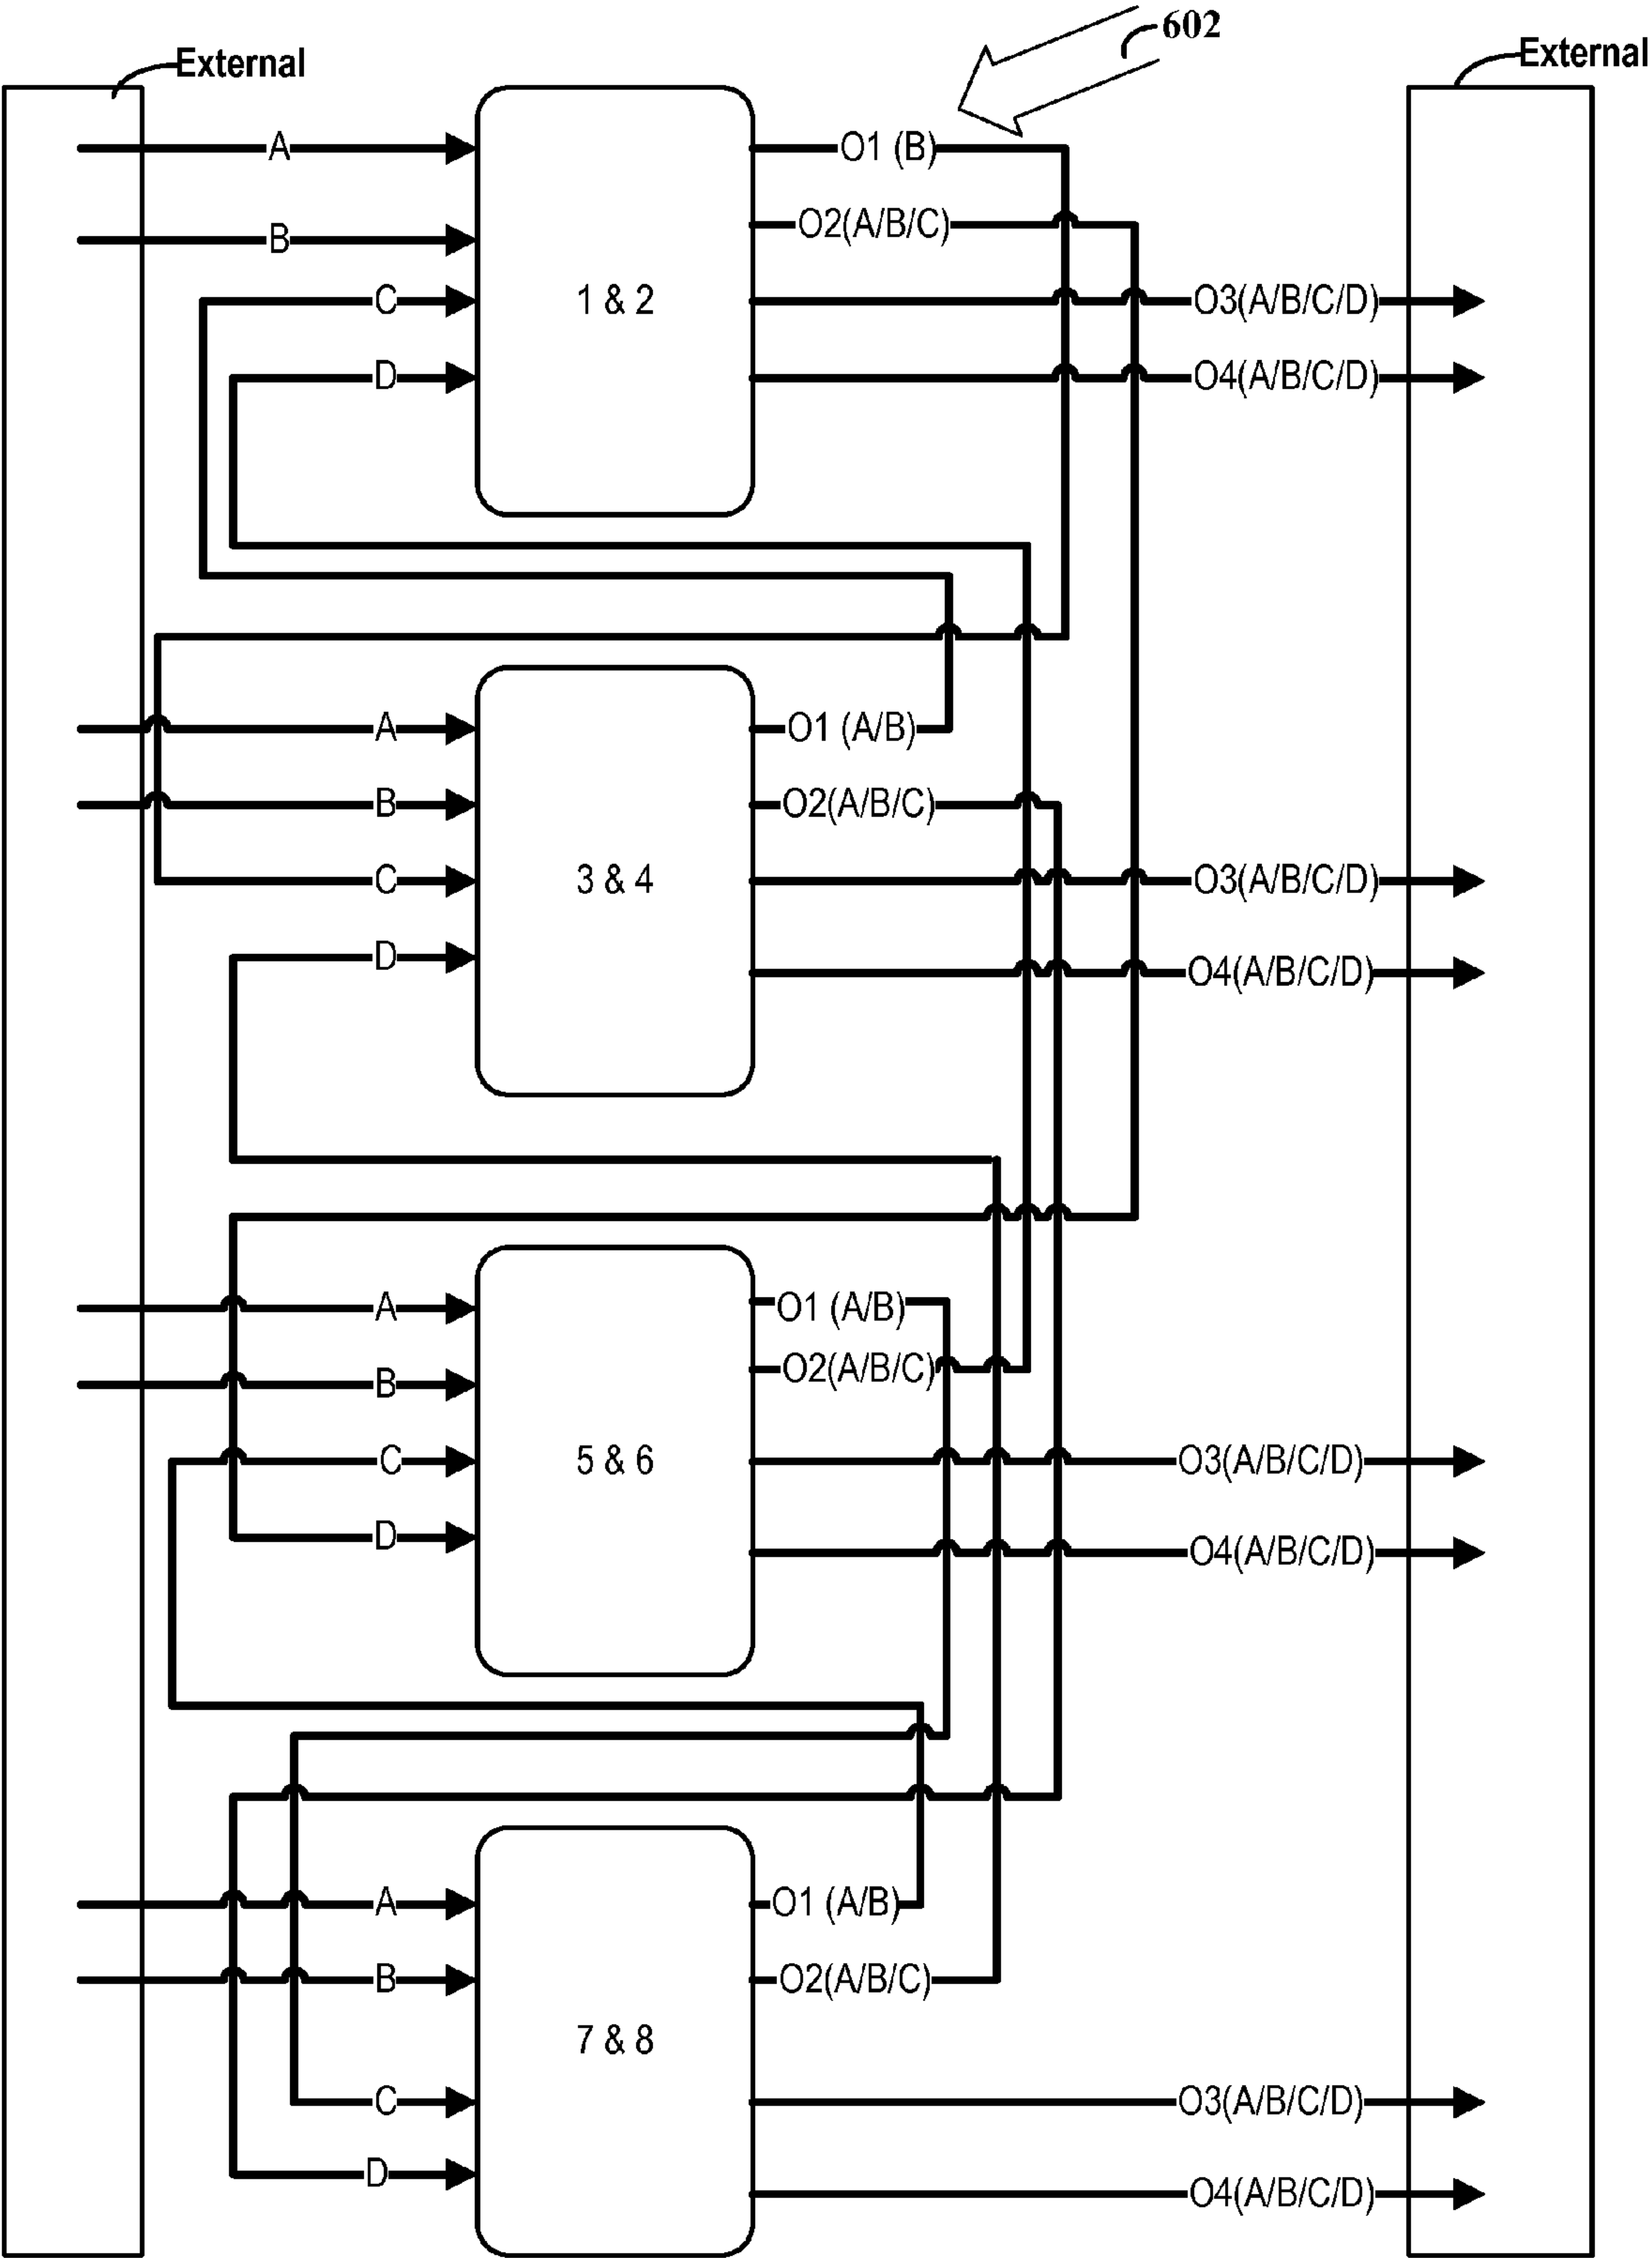 602
External
External
A
O1 (B)
B
O2(A/B/C)
C
1 & 2
O3(A/B/C/D)
D
O4(A/B/C/D)
A
O1 (A/B)
B
O2(A/B/C)
C
3 & 4
O3(A/B/C/D)
D
O4(A/B/C/D)
A
O1 (A/B)
B
O2(A/B/C)
C
5 & 6
O3(A/B/C/D)
D
O4(A/B/C/D)
A
O1 (A/B)
B
O2(A/B/C)
7 & 8
C
O3(A/B/C/D)
D
O4(A/B/C/D)